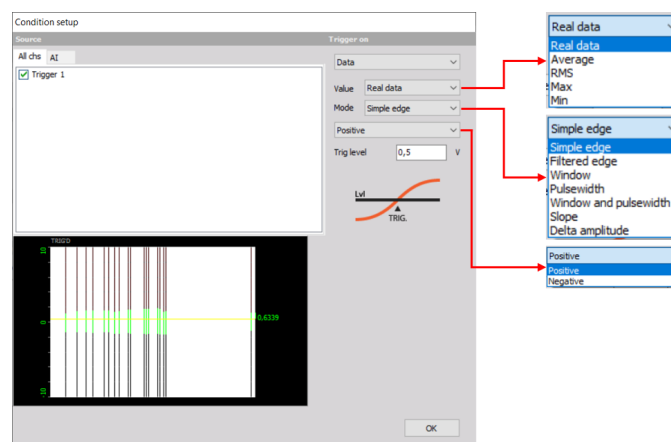 Condition setup
Source
Trigger on
All chs AI
Trigger 1
Data
Value Real data
Mode Simple edge
Positive
Trig level 0,5 V
Lvl
TRIG.
10
0
-10
0.6339
OK
Real data
Real data
Average
RMS
Max
Min
Simple edge
Simple edge
Filtered edge
Window
Pulsewidth
Window and pulsewidth
Slope
Delta amplitude
Positive
Positive
Negative